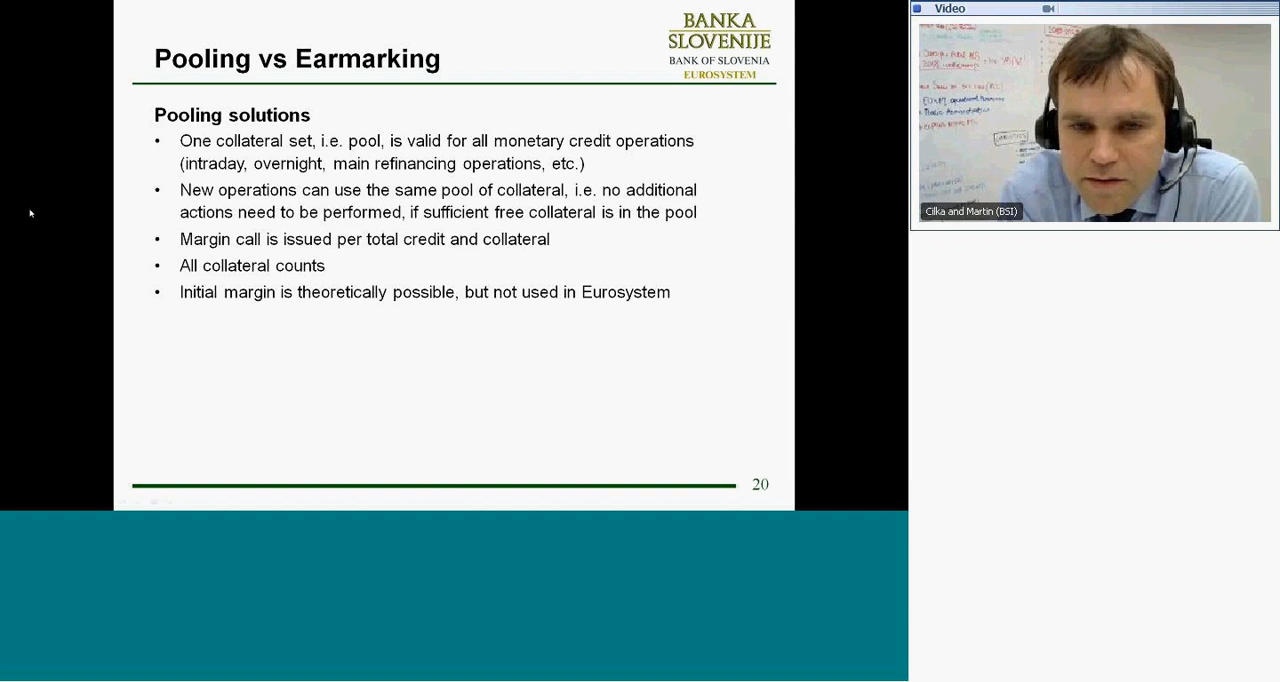 Pooling vs Earmarking
BANKA
SLOVENIJE
BANK OF SLOVENIA
EUROSYSTEM
Pooling solutions
• One collateral set, i.e. pool, is valid for all monetary credit operations
(intraday, overnight, main refinancing operations, etc.)
• New operations can use the same pool of collateral, i.e. no additional
actions need to be performed, if sufficient free collateral is in the pool
• Margin call is issued per total credit and collateral
• All collateral counts
• Initial margin is theoretically possible, but not used in Eurosystem
20
Video
Cilka and Martin (BSI)